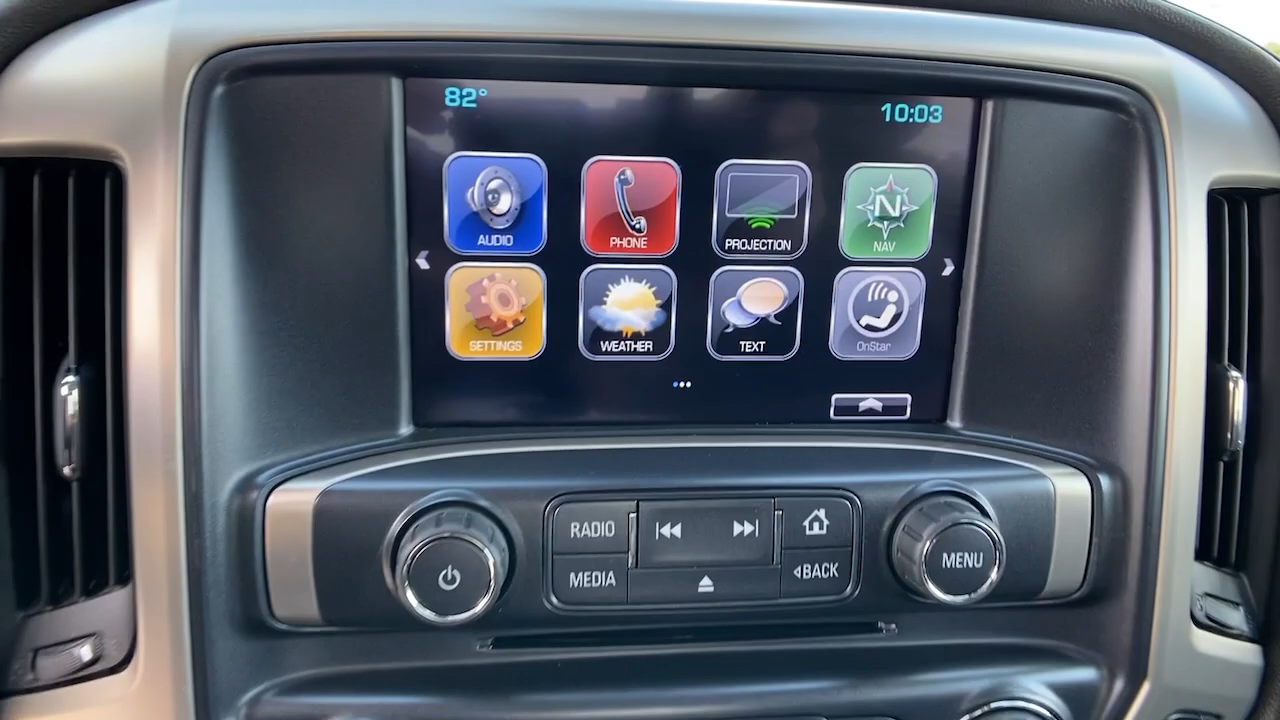 82°
10:03
AUDIO
PHONE
PROJECTION
N
NAV
SETTINGS
WEATHER
TEXT
OnStar
RADIO
MEDIA
BACK
MENU